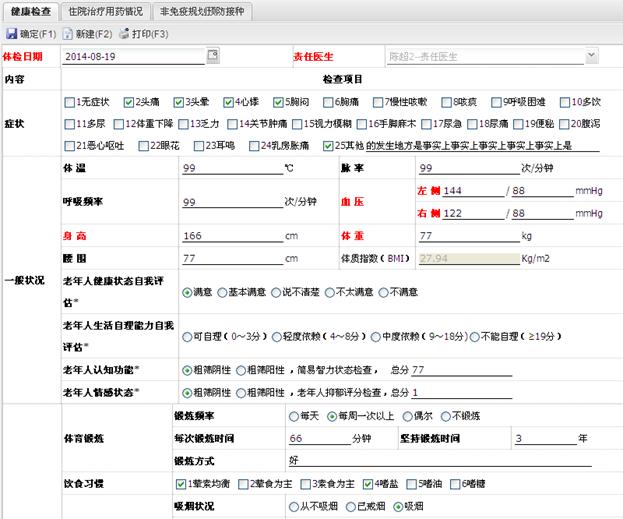 健康检查 住院治疗用药情况 非免疫规划预防接种
确定(F1) 新建(F2) 打印(F3)
体检日期 2014-08-19 责任医生 陈超2--责任医生
内容 检查项目
症状
1无症状 2头痛 3头晕 4心悸 5胸闷 6胸痛 7慢性咳嗽 8咳痰 9呼吸困难 10多饮
11多尿 12体重下降 13乏力 14关节肿痛 15视力模糊 16手脚麻木 17尿急 18尿痛 19便秘 20腹泻
21恶心呕吐 22眼花 23耳鸣 24乳房胀痛 25其他 的发生地方是事实上事实上事实上事实上事实上是
一般状况
体 温 99 ℃ 脉 率 99 次/分钟
呼吸频率 99 次/分钟 血 压 左 侧 144 / 88 mmHg
右 侧 122 / 88 mmHg
身 高 166 cm 体 重 77 kg
腰 围 77 cm 体质指数(BMI) 27.94 Kg/m2
老年人健康状态自我评估* 满意 基本满意 说不清楚 不太满意 不满意
老年人生活自理能力自我评估* 可自理(0~3分) 轻度依赖(4~8分) 中度依赖(9~18分) 不能自理(≥19分)
老年人认知功能* 粗筛阴性 粗筛阳性,简易智力状态检查, 总分 77
老年人情感状态* 粗筛阴性 粗筛阳性,老年人抑郁评分检查,总分 1
体育锻炼
锻炼频率 每天 每周一次以上 偶尔 不锻炼
每次锻炼时间 66 分钟 坚持锻炼时间 3 年
锻炼方式 好
饮食习惯 1荤素均衡 2荤食为主 3素食为主 4嗜盐 5嗜油 6嗜糖
吸烟状况 从不吸烟 已戒烟 吸烟